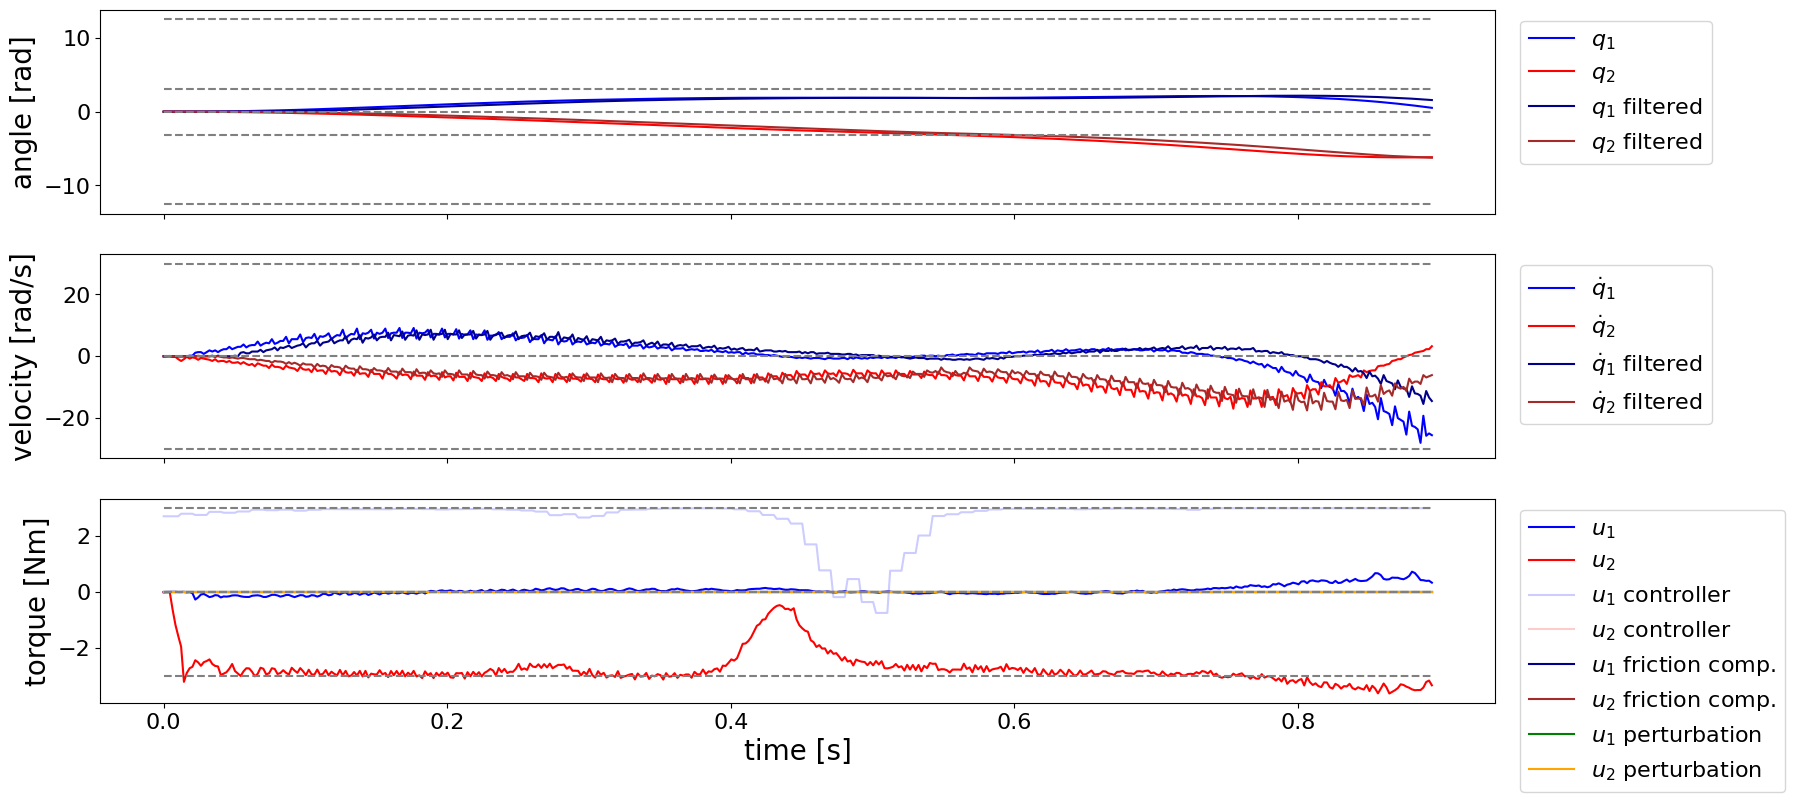 angle [rad]
10
0
−10
q₁
q₂
q₁ filtered
q₂ filtered
velocity [rad/s]
20
0
−20
q̇₁
q̇₂
q̇₁ filtered
q̇₂ filtered
torque [Nm]
2
0
−2
0.0 0.2 0.4 0.6 0.8
time [s]
u₁
u₂
u₁ controller
u₂ controller
u₁ friction comp.
u₂ friction comp.
u₁ perturbation
u₂ perturbation